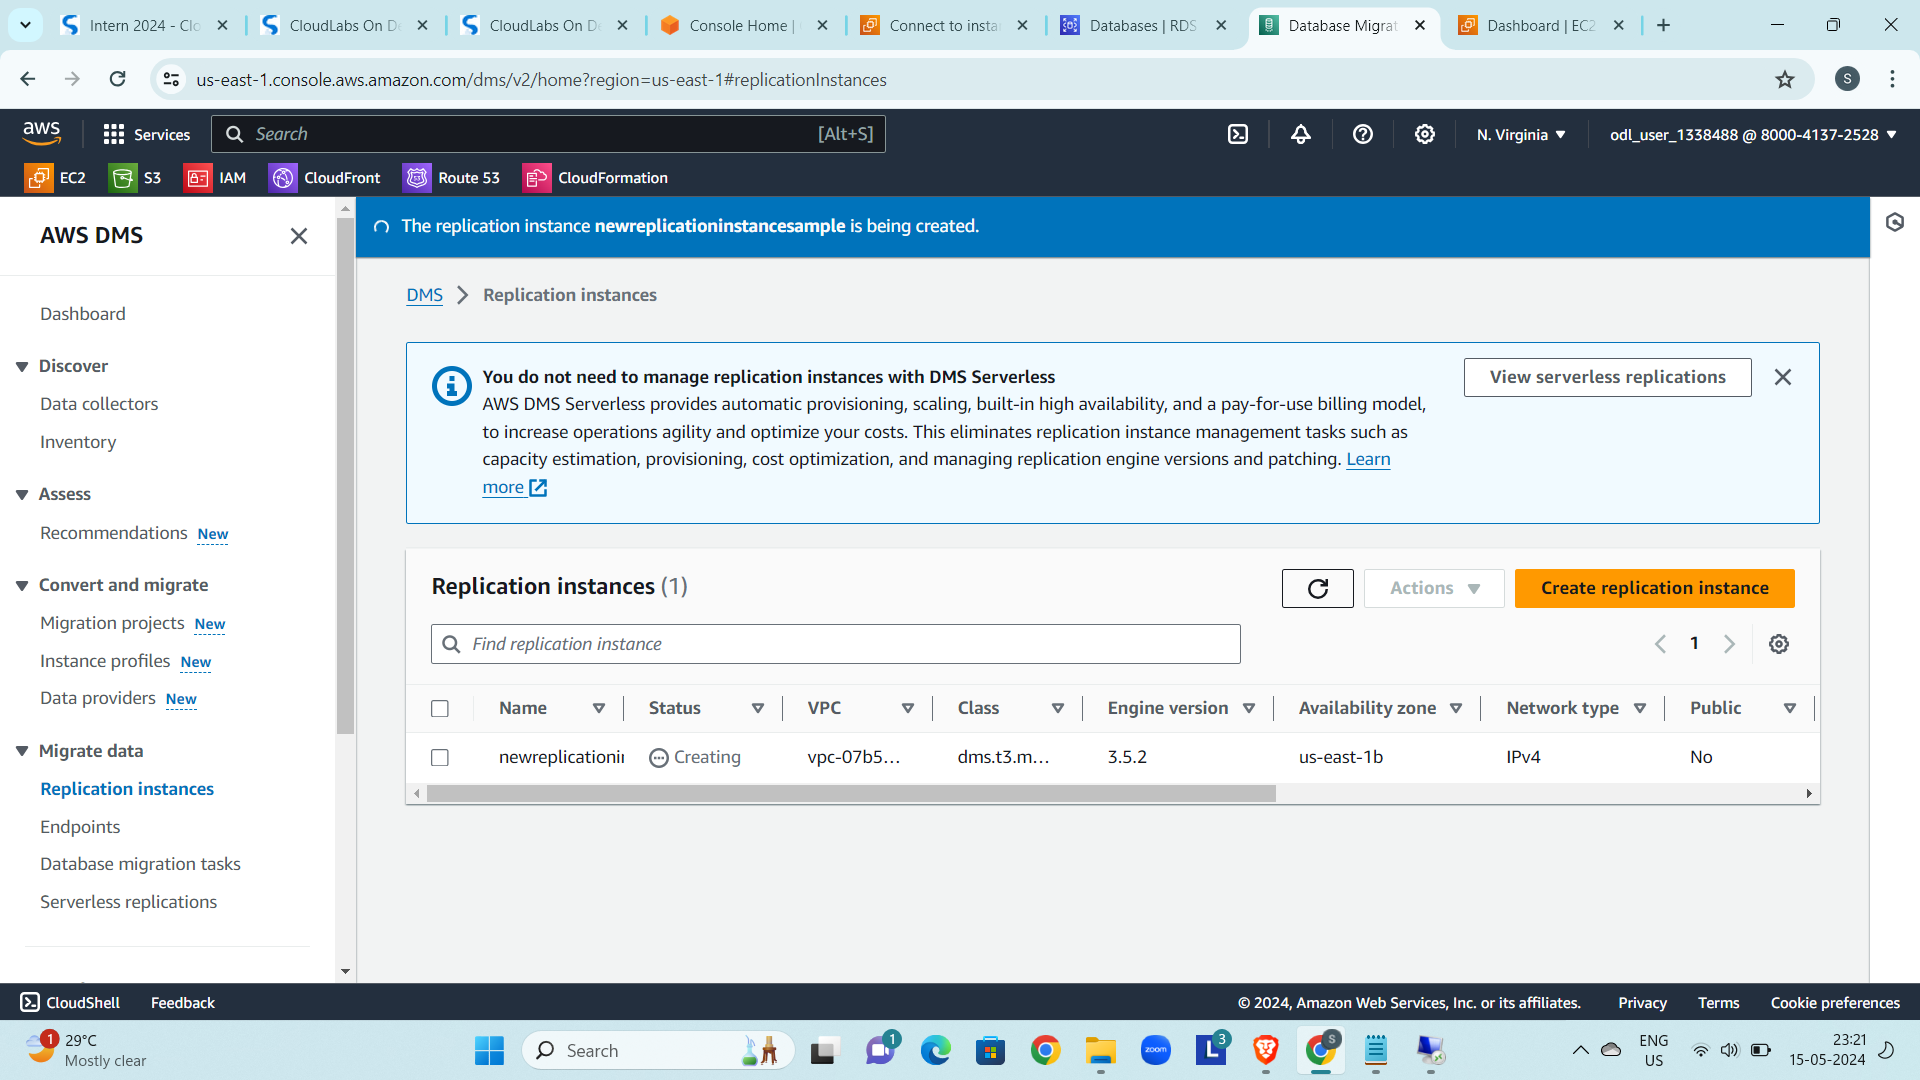 Intern 2024 - Clo
CloudLabs On De
CloudLabs On De
Console Home |
Connect to instan
Databases | RDS
Database Migrat
Dashboard | EC2
us-east-1.console.aws.amazon.com/dms/v2/home?region=us-east-1#replicationInstances
S
aws
Services
Search
[Alt+S]
N. Virginia
odl_user_1338488 @ 8000-4137-2528
EC2
S3
IAM
CloudFront
Route 53
CloudFormation
AWS DMS
Dashboard
Discover
Data collectors
Inventory
Assess
Recommendations New
Convert and migrate
Migration projects New
Instance profiles New
Data providers New
Migrate data
Replication instances
Endpoints
Database migration tasks
Serverless replications
The replication instance newreplicationinstancesample is being created.
DMS > Replication instances
You do not need to manage replication instances with DMS Serverless
AWS DMS Serverless provides automatic provisioning, scaling, built-in high availability, and a pay-for-use billing model,
to increase operations agility and optimize your costs. This eliminates replication instance management tasks such as
capacity estimation, provisioning, cost optimization, and managing replication engine versions and patching. Learn
more
View serverless replications
Replication instances (1)
Actions
Create replication instance
Find replication instance
1
Name Status VPC Class Engine version Availability zone Network type Public
newreplicationin Creating vpc-07b5... dms.t3.m... 3.5.2 us-east-1b IPv4 No
CloudShell
Feedback
© 2024, Amazon Web Services, Inc. or its affiliates.
Privacy
Terms
Cookie preferences
1
29°C
Mostly clear
Search
1
zoom
L
3
S
ENG
US
23:21
15-05-2024